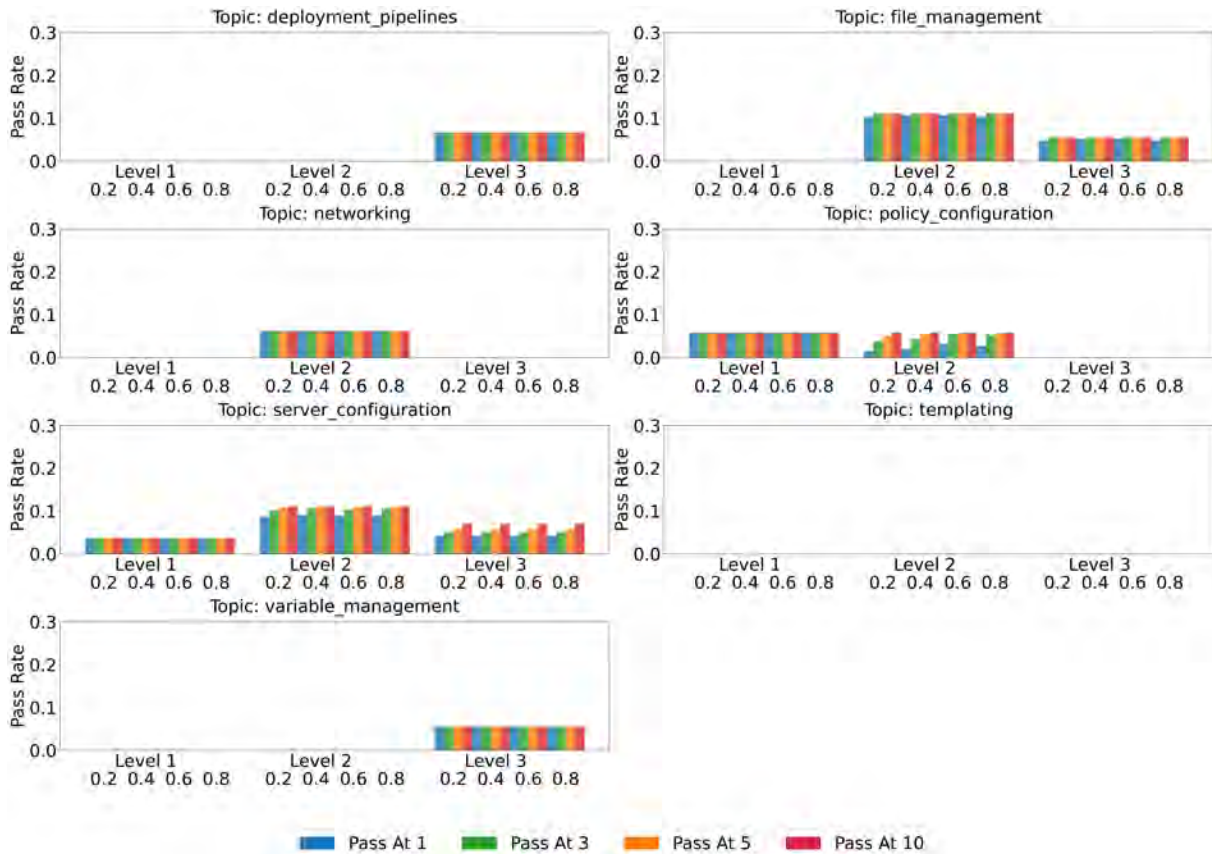 Topic: deployment_pipelines
0.3
0.2
0.1
0.0
Pass Rate
Level 1 Level 2 Level 3
0.2 0.4 0.6 0.8 0.2 0.4 0.6 0.8 0.2 0.4 0.6 0.8
Topic: file_management
0.3
0.2
0.1
0.0
Pass Rate
Level 1 Level 2 Level 3
0.2 0.4 0.6 0.8 0.2 0.4 0.6 0.8 0.2 0.4 0.6 0.8
Topic: networking
0.3
0.2
0.1
0.0
Pass Rate
Level 1 Level 2 Level 3
0.2 0.4 0.6 0.8 0.2 0.4 0.6 0.8 0.2 0.4 0.6 0.8
Topic: policy_configuration
0.3
0.2
0.1
0.0
Pass Rate
Level 1 Level 2 Level 3
0.2 0.4 0.6 0.8 0.2 0.4 0.6 0.8 0.2 0.4 0.6 0.8
Topic: server_configuration
0.3
0.2
0.1
0.0
Pass Rate
Level 1 Level 2 Level 3
0.2 0.4 0.6 0.8 0.2 0.4 0.6 0.8 0.2 0.4 0.6 0.8
Topic: templating
0.3
0.2
0.1
0.0
Pass Rate
Level 1 Level 2 Level 3
0.2 0.4 0.6 0.8 0.2 0.4 0.6 0.8 0.2 0.4 0.6 0.8
Topic: variable_management
0.3
0.2
0.1
0.0
Pass Rate
Level 1 Level 2 Level 3
0.2 0.4 0.6 0.8 0.2 0.4 0.6 0.8 0.2 0.4 0.6 0.8
Pass At 1 Pass At 3 Pass At 5 Pass At 10